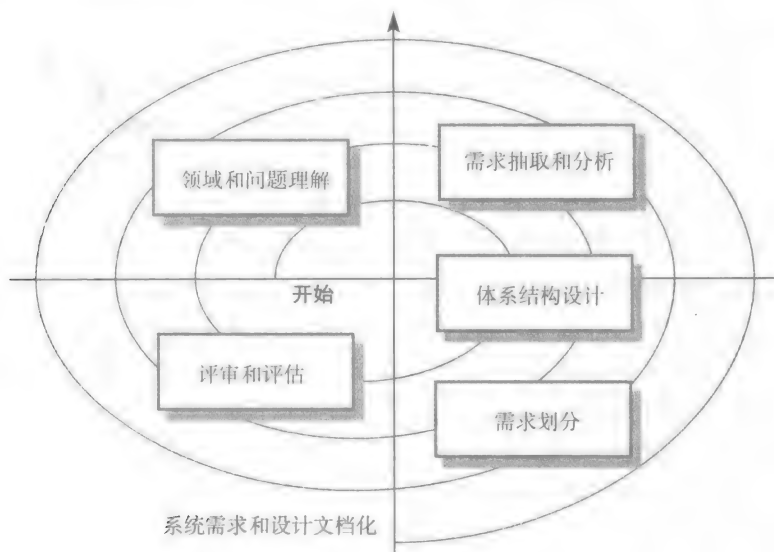 领域和问题理解
需求抽取和分析
开始
体系结构设计
评审和评估
需求划分
系统需求和设计文档化